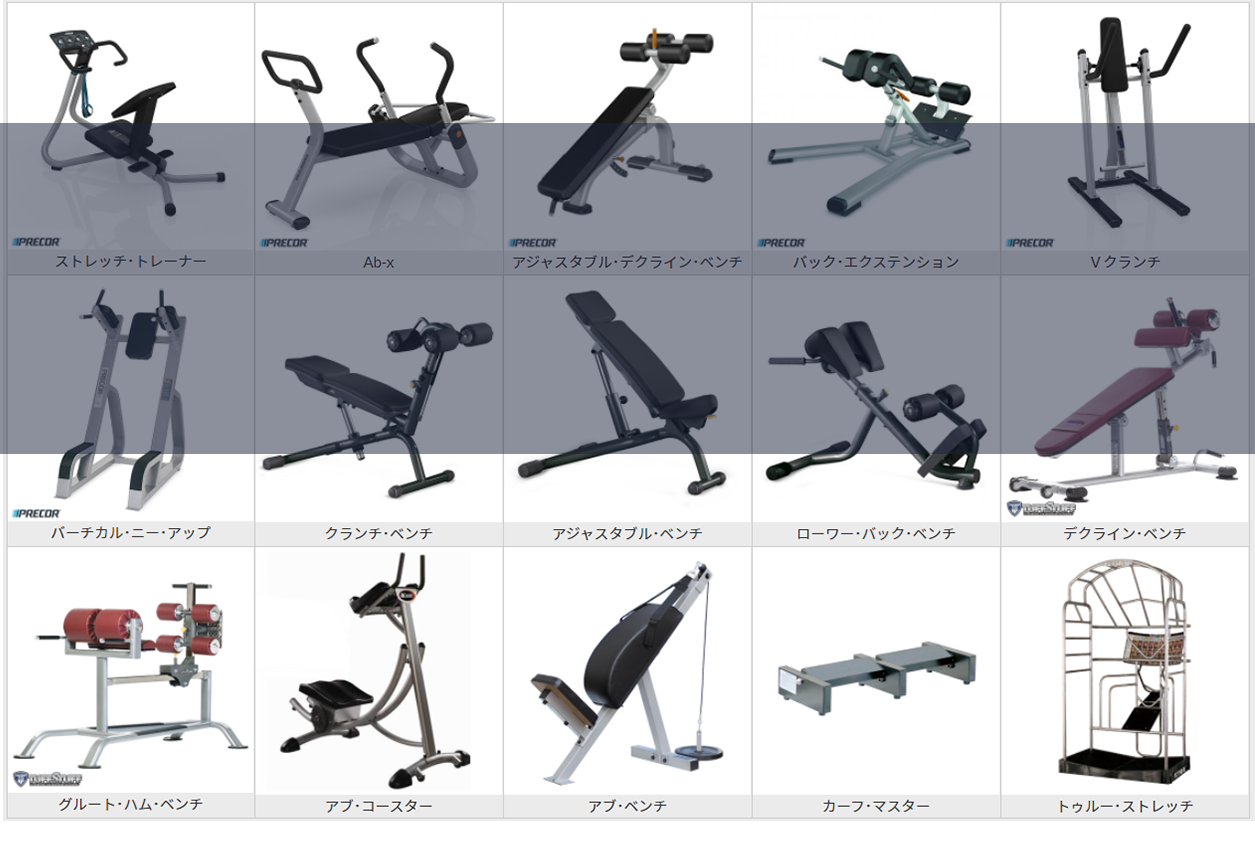 PRECOR
ストレッチ・トレーナー
PRECOR
Ab-x
PRECOR
アジャスタブル・デクライン・ベンチ
PRECOR
バック・エクステンション
PRECOR
Vクランチ
PRECOR
バーチカル・ニー・アップ
クランチ・ベンチ
アジャスタブル・ベンチ
ローワー・バック・ベンチ
TUFFSTUFF
デクライン・ベンチ
TUFFSTUFF
グルート・ハム・ベンチ
アブ・コースター
アブ・ベンチ
カーフ・マスター
トゥルー・ストレッチ